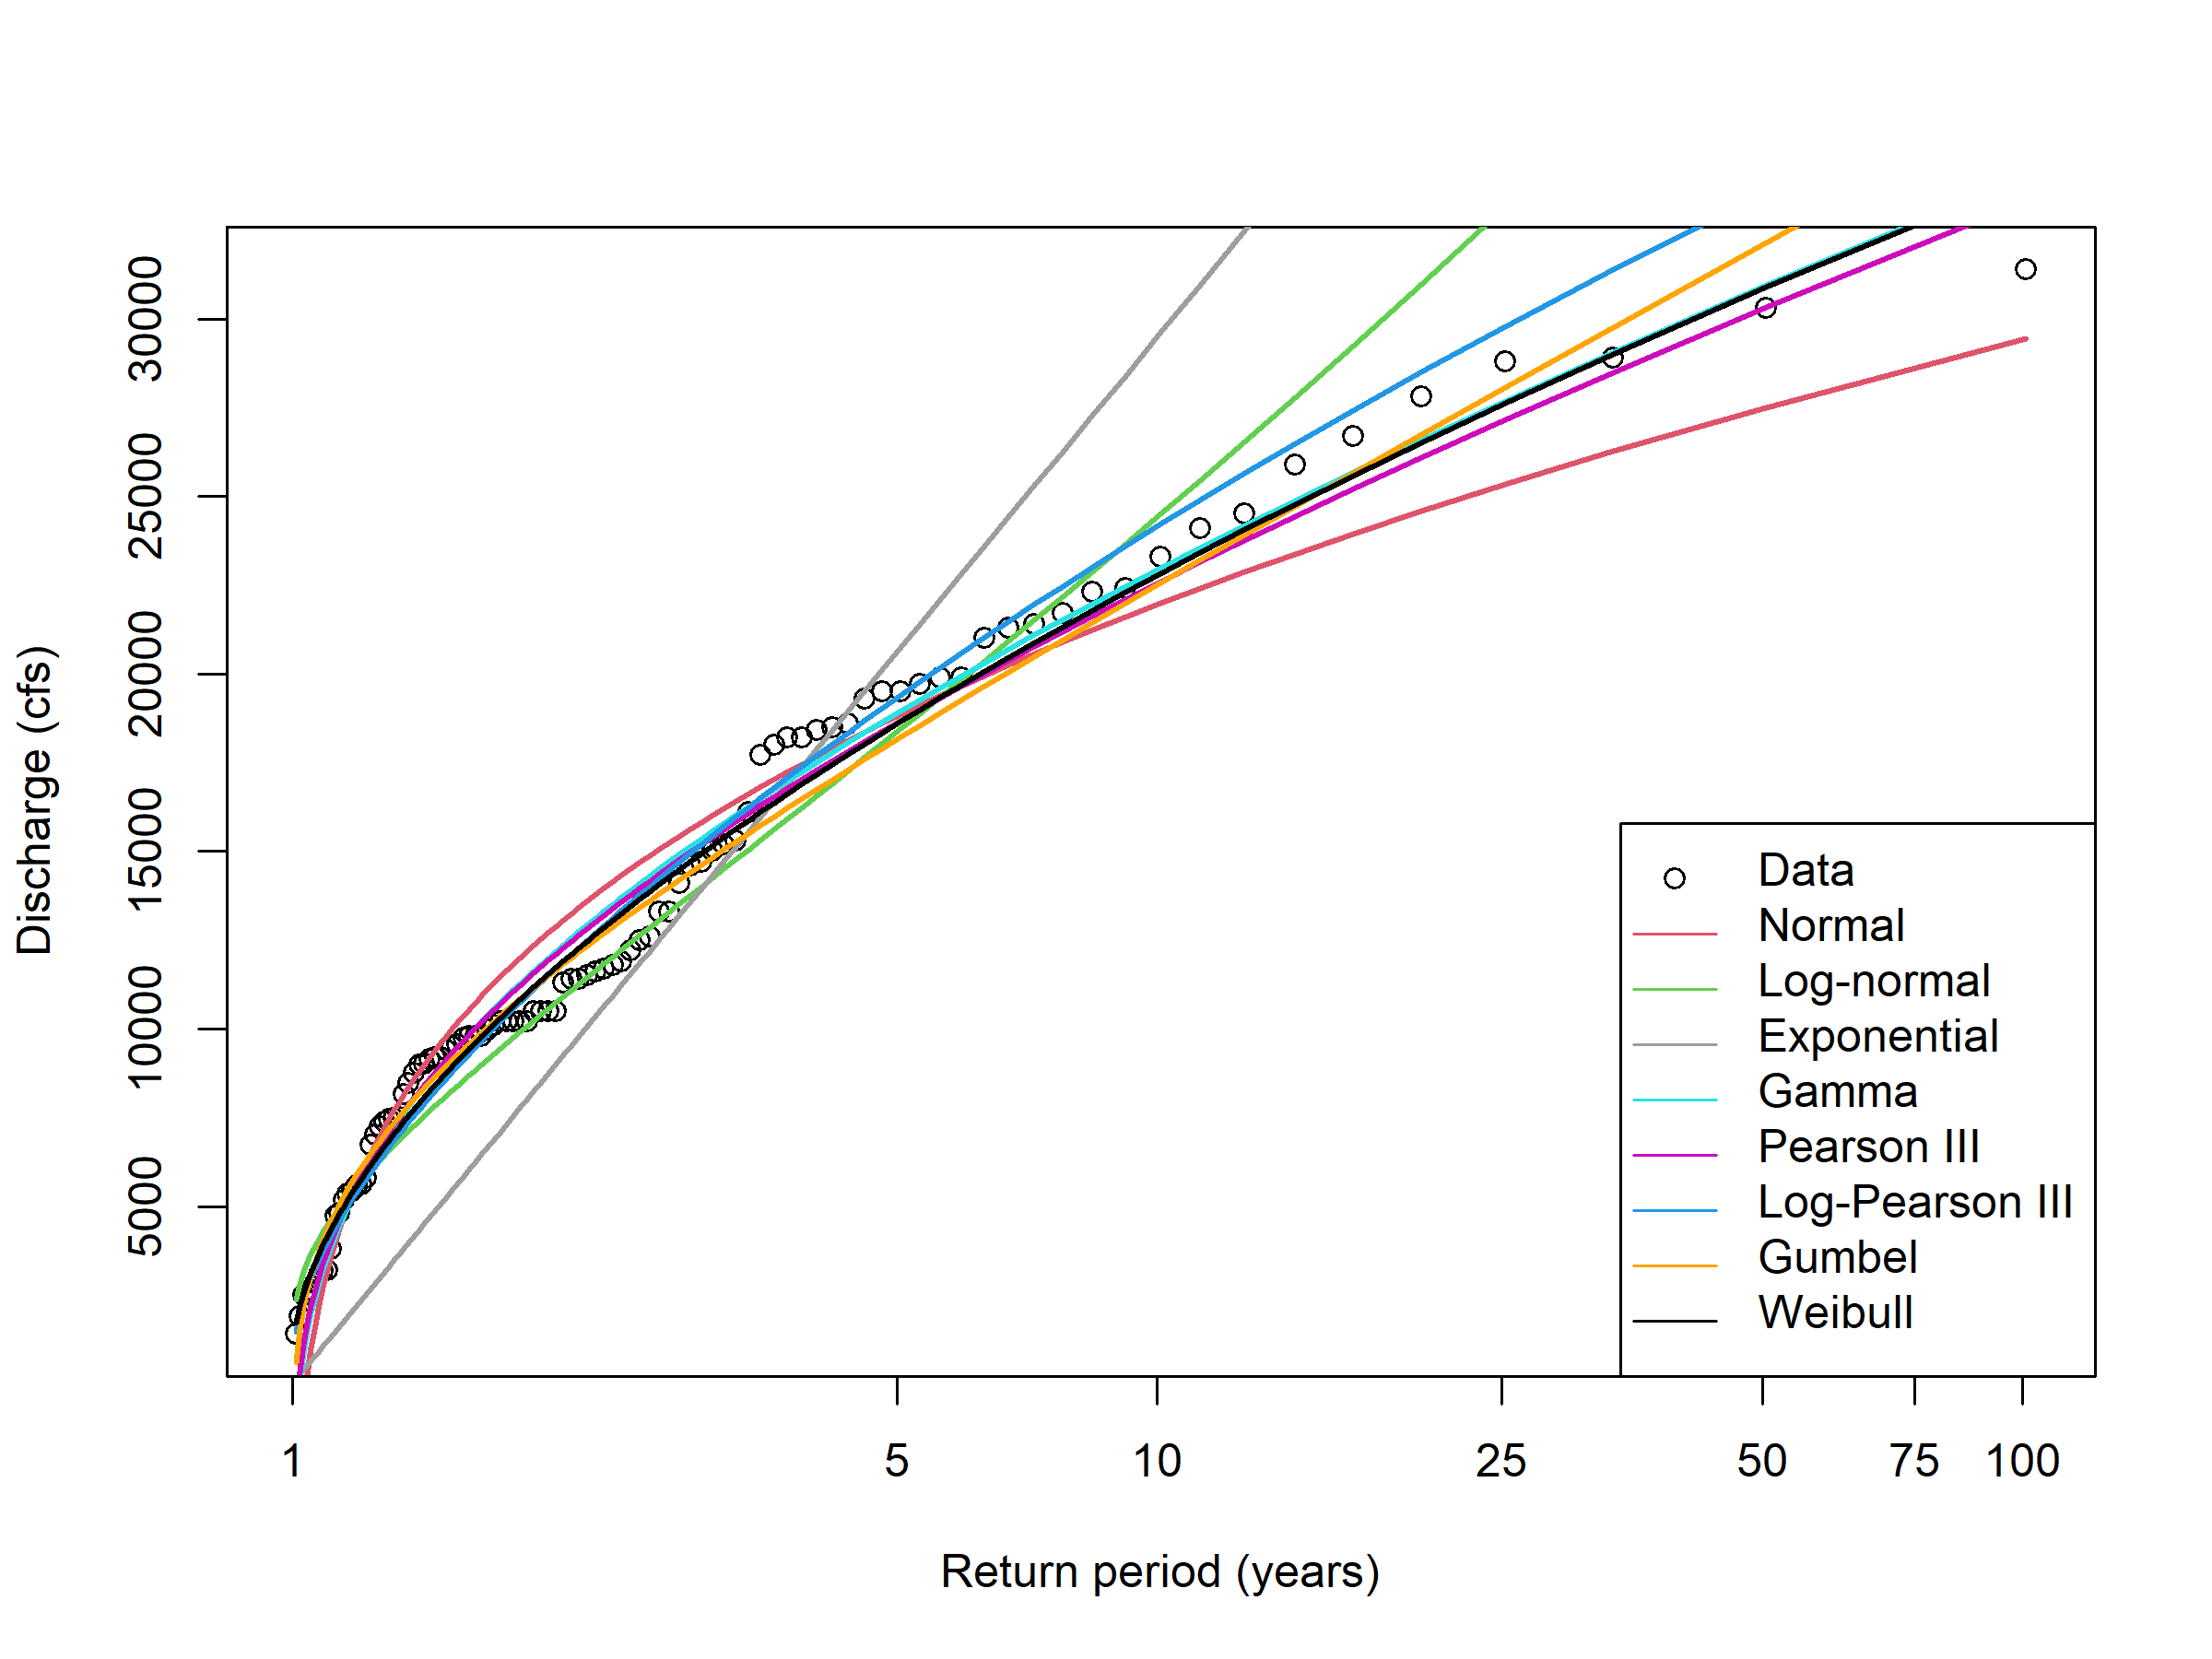 Discharge (cfs)
30000
25000
20000
15000
10000
5000
Data
Normal
Log-normal
Exponential
Gamma
Pearson III
Log-Pearson III
Gumbel
Weibull
1 5 10 25 50 75 100
Return period (years)